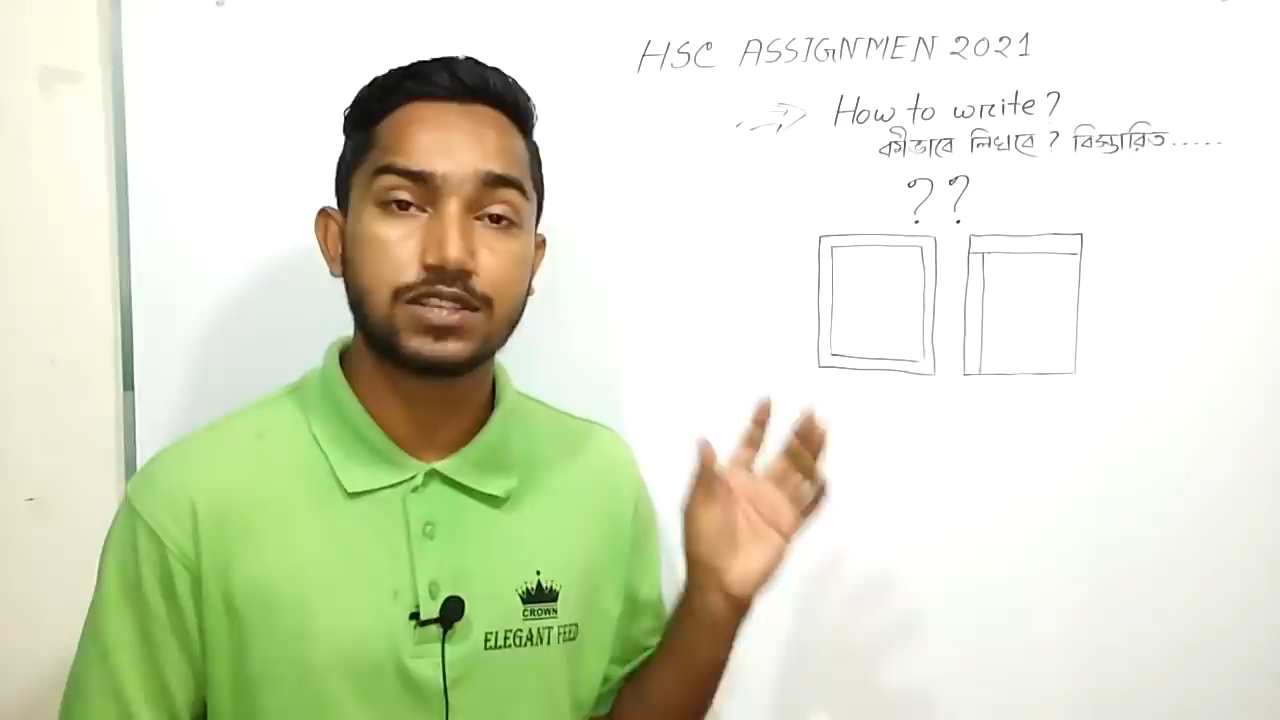 HSC ASSIGNMEN 2021
How to write?
কীভাবে লিখবে? বিস্তারিত.....
? ?
CROWN
ELEGANT FEED